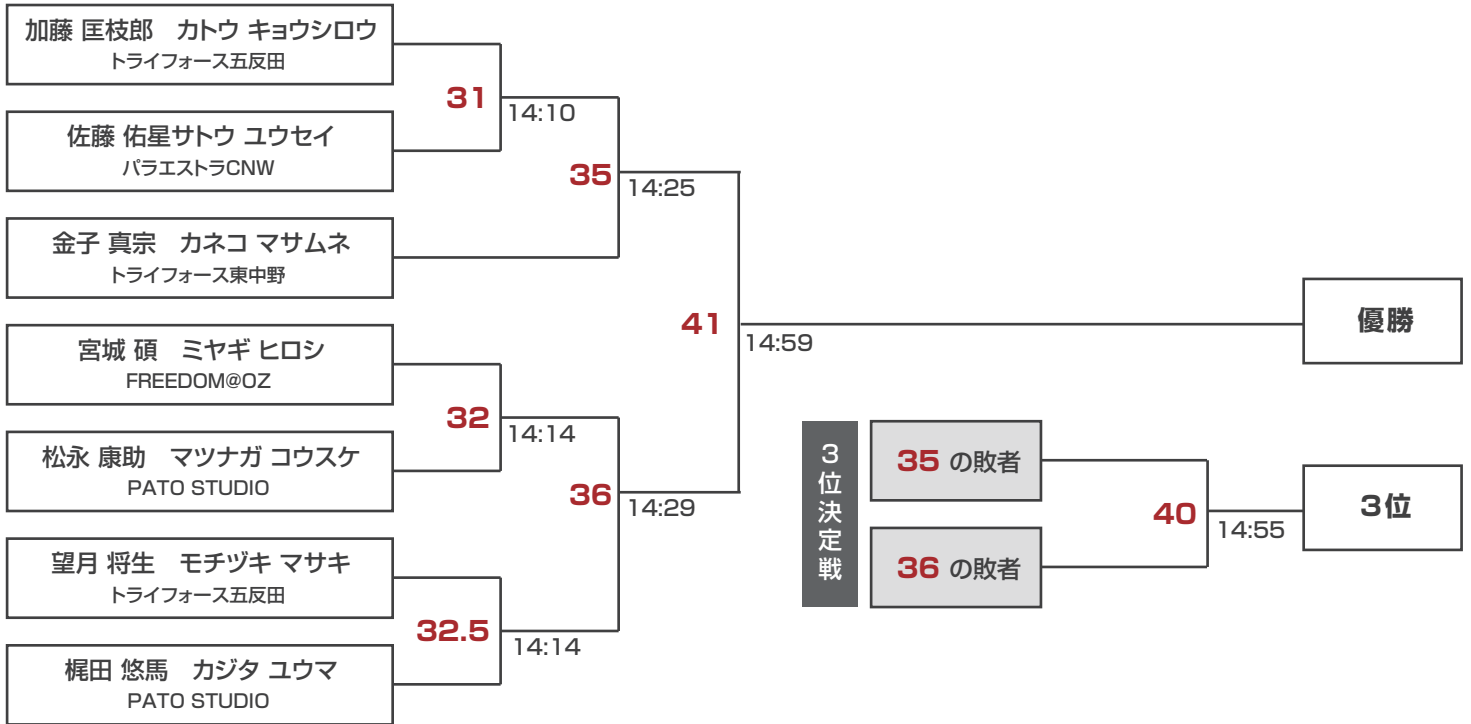 加藤 匡枝郎　カトウ キョウシロウ
トライフォース五反田
31
14:10
佐藤 佑星サトウ ユウセイ
パラエストラCNW
35
14:25
金子 真宗　カネコ マサムネ
トライフォース東中野
41
14:59
優勝
宮城 碩　ミヤギ ヒロシ
FREEDOM@OZ
32
14:14
松永 康助　マツナガ コウスケ
PATO STUDIO
36
14:29
望月 将生　モチヅキ マサキ
トライフォース五反田
32.5
14:14
梶田 悠馬　カジタ ユウマ
PATO STUDIO
3位決定戦
35 の敗者
36 の敗者
40
14:55
3位